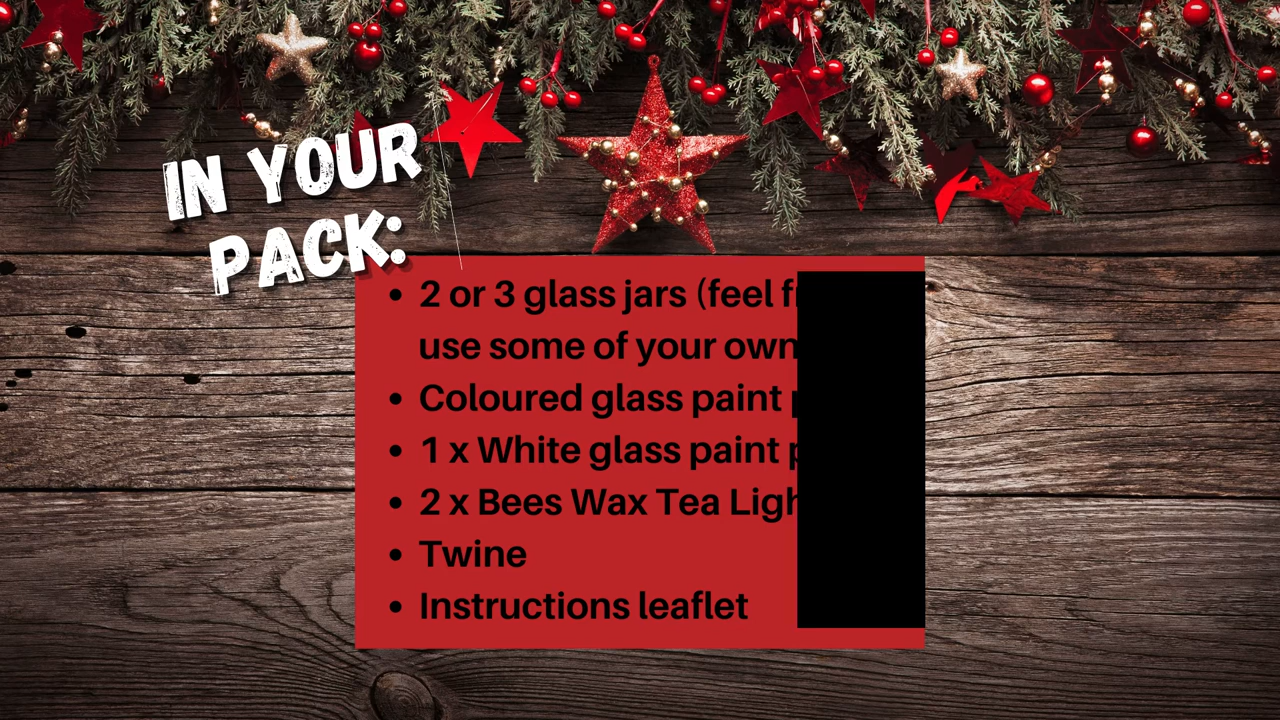 IN YOUR
PACK:
• 2 or 3 glass jars (feel
use some of your own
• Coloured glass paint
• 1 x White glass paint
• 2 x Bees Wax Tea
• Twine
• Instructions leaflet